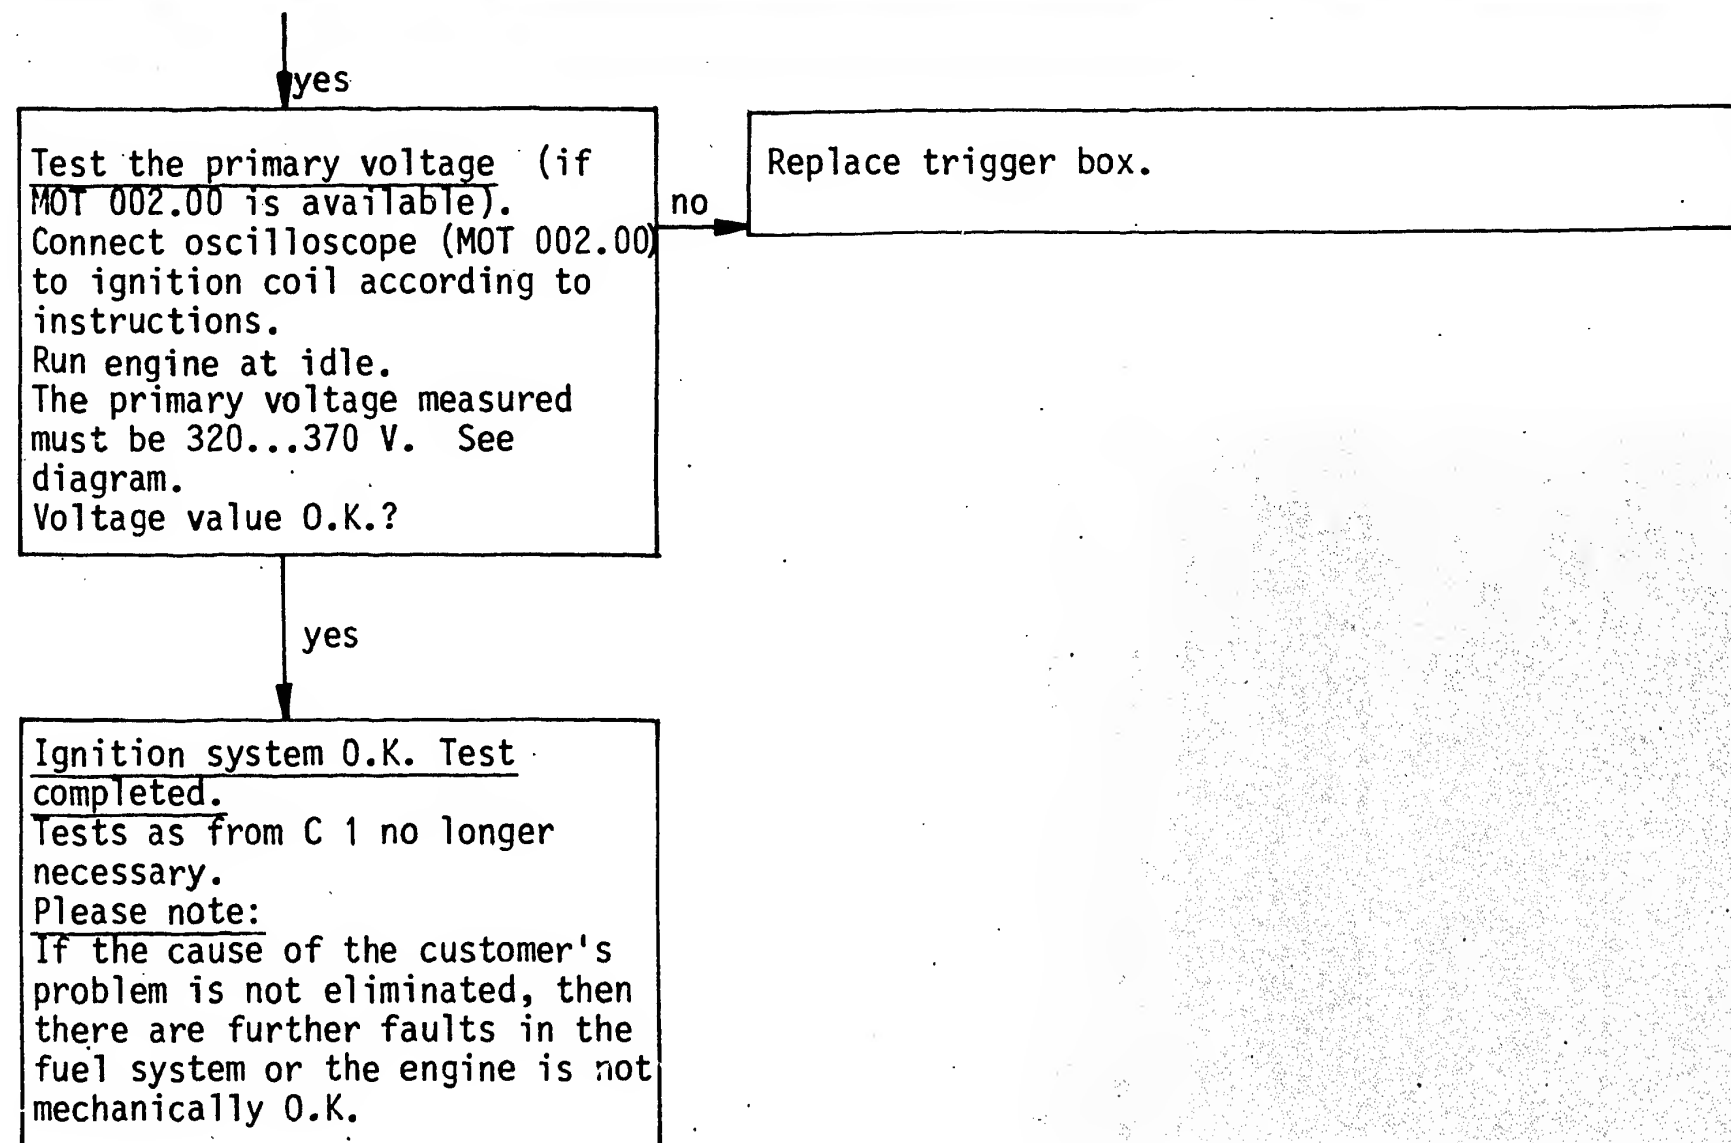 yes
Test the primary voltage (if
MOT 002.00 is available).
Connect oscilloscope (MOT 002.00)
to ignition coil according to
instructions.
Run engine at idle.
The primary voltage measured
must be 320...370 V. See
diagram.
Voltage value O.K.?
no
Replace trigger box.
yes
Ignition system O.K. Test
completed.
Tests as from C 1 no longer
necessary.
Please note:
If the cause of the customer's
problem is not eliminated, then
there are further faults in the
fuel system or the engine is not
mechanically O.K.